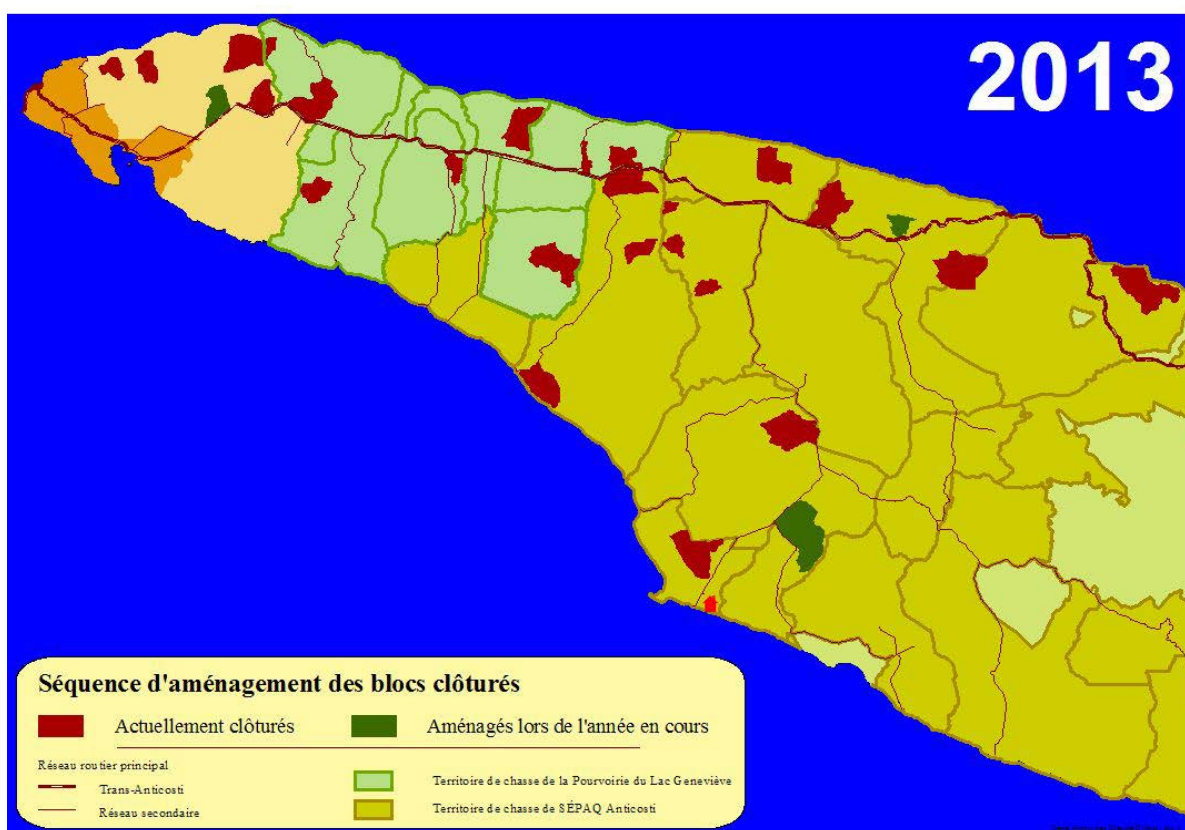 2013
Séquence d'aménagement des blocs clôturés
Actuellement clôturés
Aménagés lors de l'année en cours
Réseau routier principal
Trans-Anticosti
Réseau secondaire
Territoire de chasse de la Pourvoirie du Lac Geneviève
Territoire de chasse de SÉPAQ Anticosti